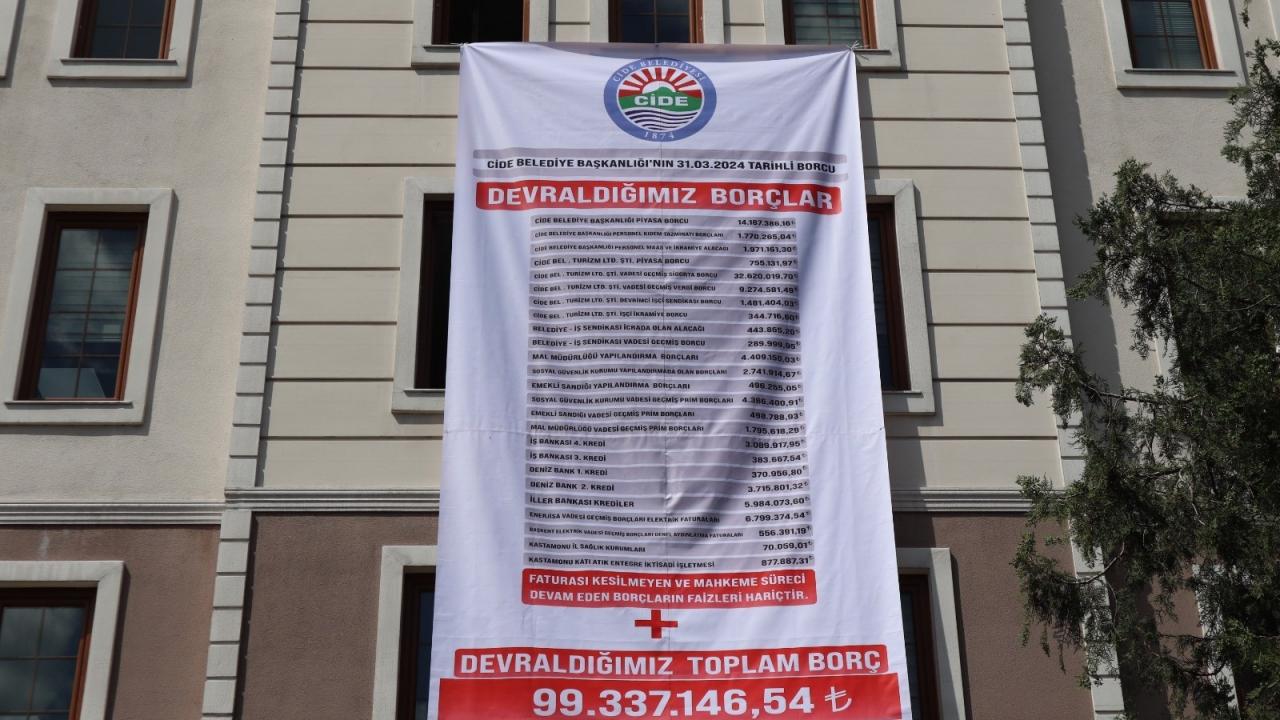 CİDE BELEDİYESİ
CİDE
1874
CİDE BELEDİYE BAŞKANLIĞI'NIN 31.03.2024 TARİHLİ BORCU
DEVRALDIĞIMIZ BORÇLAR
CİDE BELEDİYE BAŞKANLIĞI PİYASA BORCU 14.187.386,16₺
CİDE BELEDİYE BAŞKANLIĞI PERSONEL KIDEM TAZMİNATI BORÇLARI 1.770.265,04₺
CİDE BELEDİYE BAŞKANLIĞI PERSONEL MAAŞ VE İKRAMİYE ALACAĞI 1.971.161,30₺
CİDE BEL . TURİZM LTD. ŞTİ. PİYASA BORCU 755.131,97₺
CİDE BEL . TURİZM LTD. ŞTİ. VADESİ GEÇMİŞ SİGORTA BORCU 32.620.019,70₺
CİDE BEL . TURİZM LTD. ŞTİ. VADESİ GEÇMİŞ VERGİ BORCU 9.274.581,49₺
CİDE BEL . TURİZM LTD. ŞTİ. DEVRİMCİ İŞÇİ SENDİKASI BORCU 1.481.404,03₺
CİDE BEL . TURİZM LTD. ŞTİ. İŞÇİ İKRAMİYE BORCU 344.716,60₺
BELEDİYE - İŞ SENDİKASI İCRADA OLAN ALACAĞI 443.865,20₺
BELEDİYE - İŞ SENDİKASI VADESİ GEÇMİŞ BORCU 289.999,95₺
MAL MÜDÜRLÜĞÜ YAPILANDIRMA BORÇLARI 4.409.150,03₺
SOSYAL GÜVENLİK KURUMU YAPILANDIRMADA OLAN BORÇLARI 2.741.914,67₺
EMEKLİ SANDIĞI YAPILANDIRMA BORÇLARI 498.255,05₺
SOSYAL GÜVENLİK KURUMU VADESİ GEÇMİŞ PRİM BORÇLARI 4.386.400,91₺
EMEKLİ SANDIĞI VADESİ GEÇMİŞ PRİM BORÇLARI 498.788,93₺
MAL MÜDÜRLÜĞÜ VADESİ GEÇMİŞ PRİM BORÇLARI 1.795.618,29₺
İŞ BANKASI 4. KREDİ 3.089.917,95₺
İŞ BANKASI 3. KREDİ 383.667,54₺
DENİZ BANK 1. KREDİ 370.956,80₺
DENİZ BANK 2. KREDİ 3.715.801,32₺
İLLER BANKASI KREDİLER 5.984.073,60₺
ENERJİSA VADESİ GEÇMİŞ BORÇLARI ELEKTRİK FATURALARI 6.799.374,54₺
BAŞKENT ELEKTRİK VADESİ GEÇMİŞ BORÇLARI GENEL AYDINLATMA FATURALARI 556.391,19₺
KASTAMONU İL SAĞLIK KURUMLARI 70.059,01₺
KASTAMONU KATI ATIK ENTEGRE İKTİSADİ İŞLETMESİ 877.887,31₺
FATURASI KESİLMEYEN VE MAHKEME SÜRECİ
DEVAM EDEN BORÇLARIN FAİZLERİ HARİÇTİR.
+
DEVRALDIĞIMIZ TOPLAM BORÇ
99.337.146,54 ₺